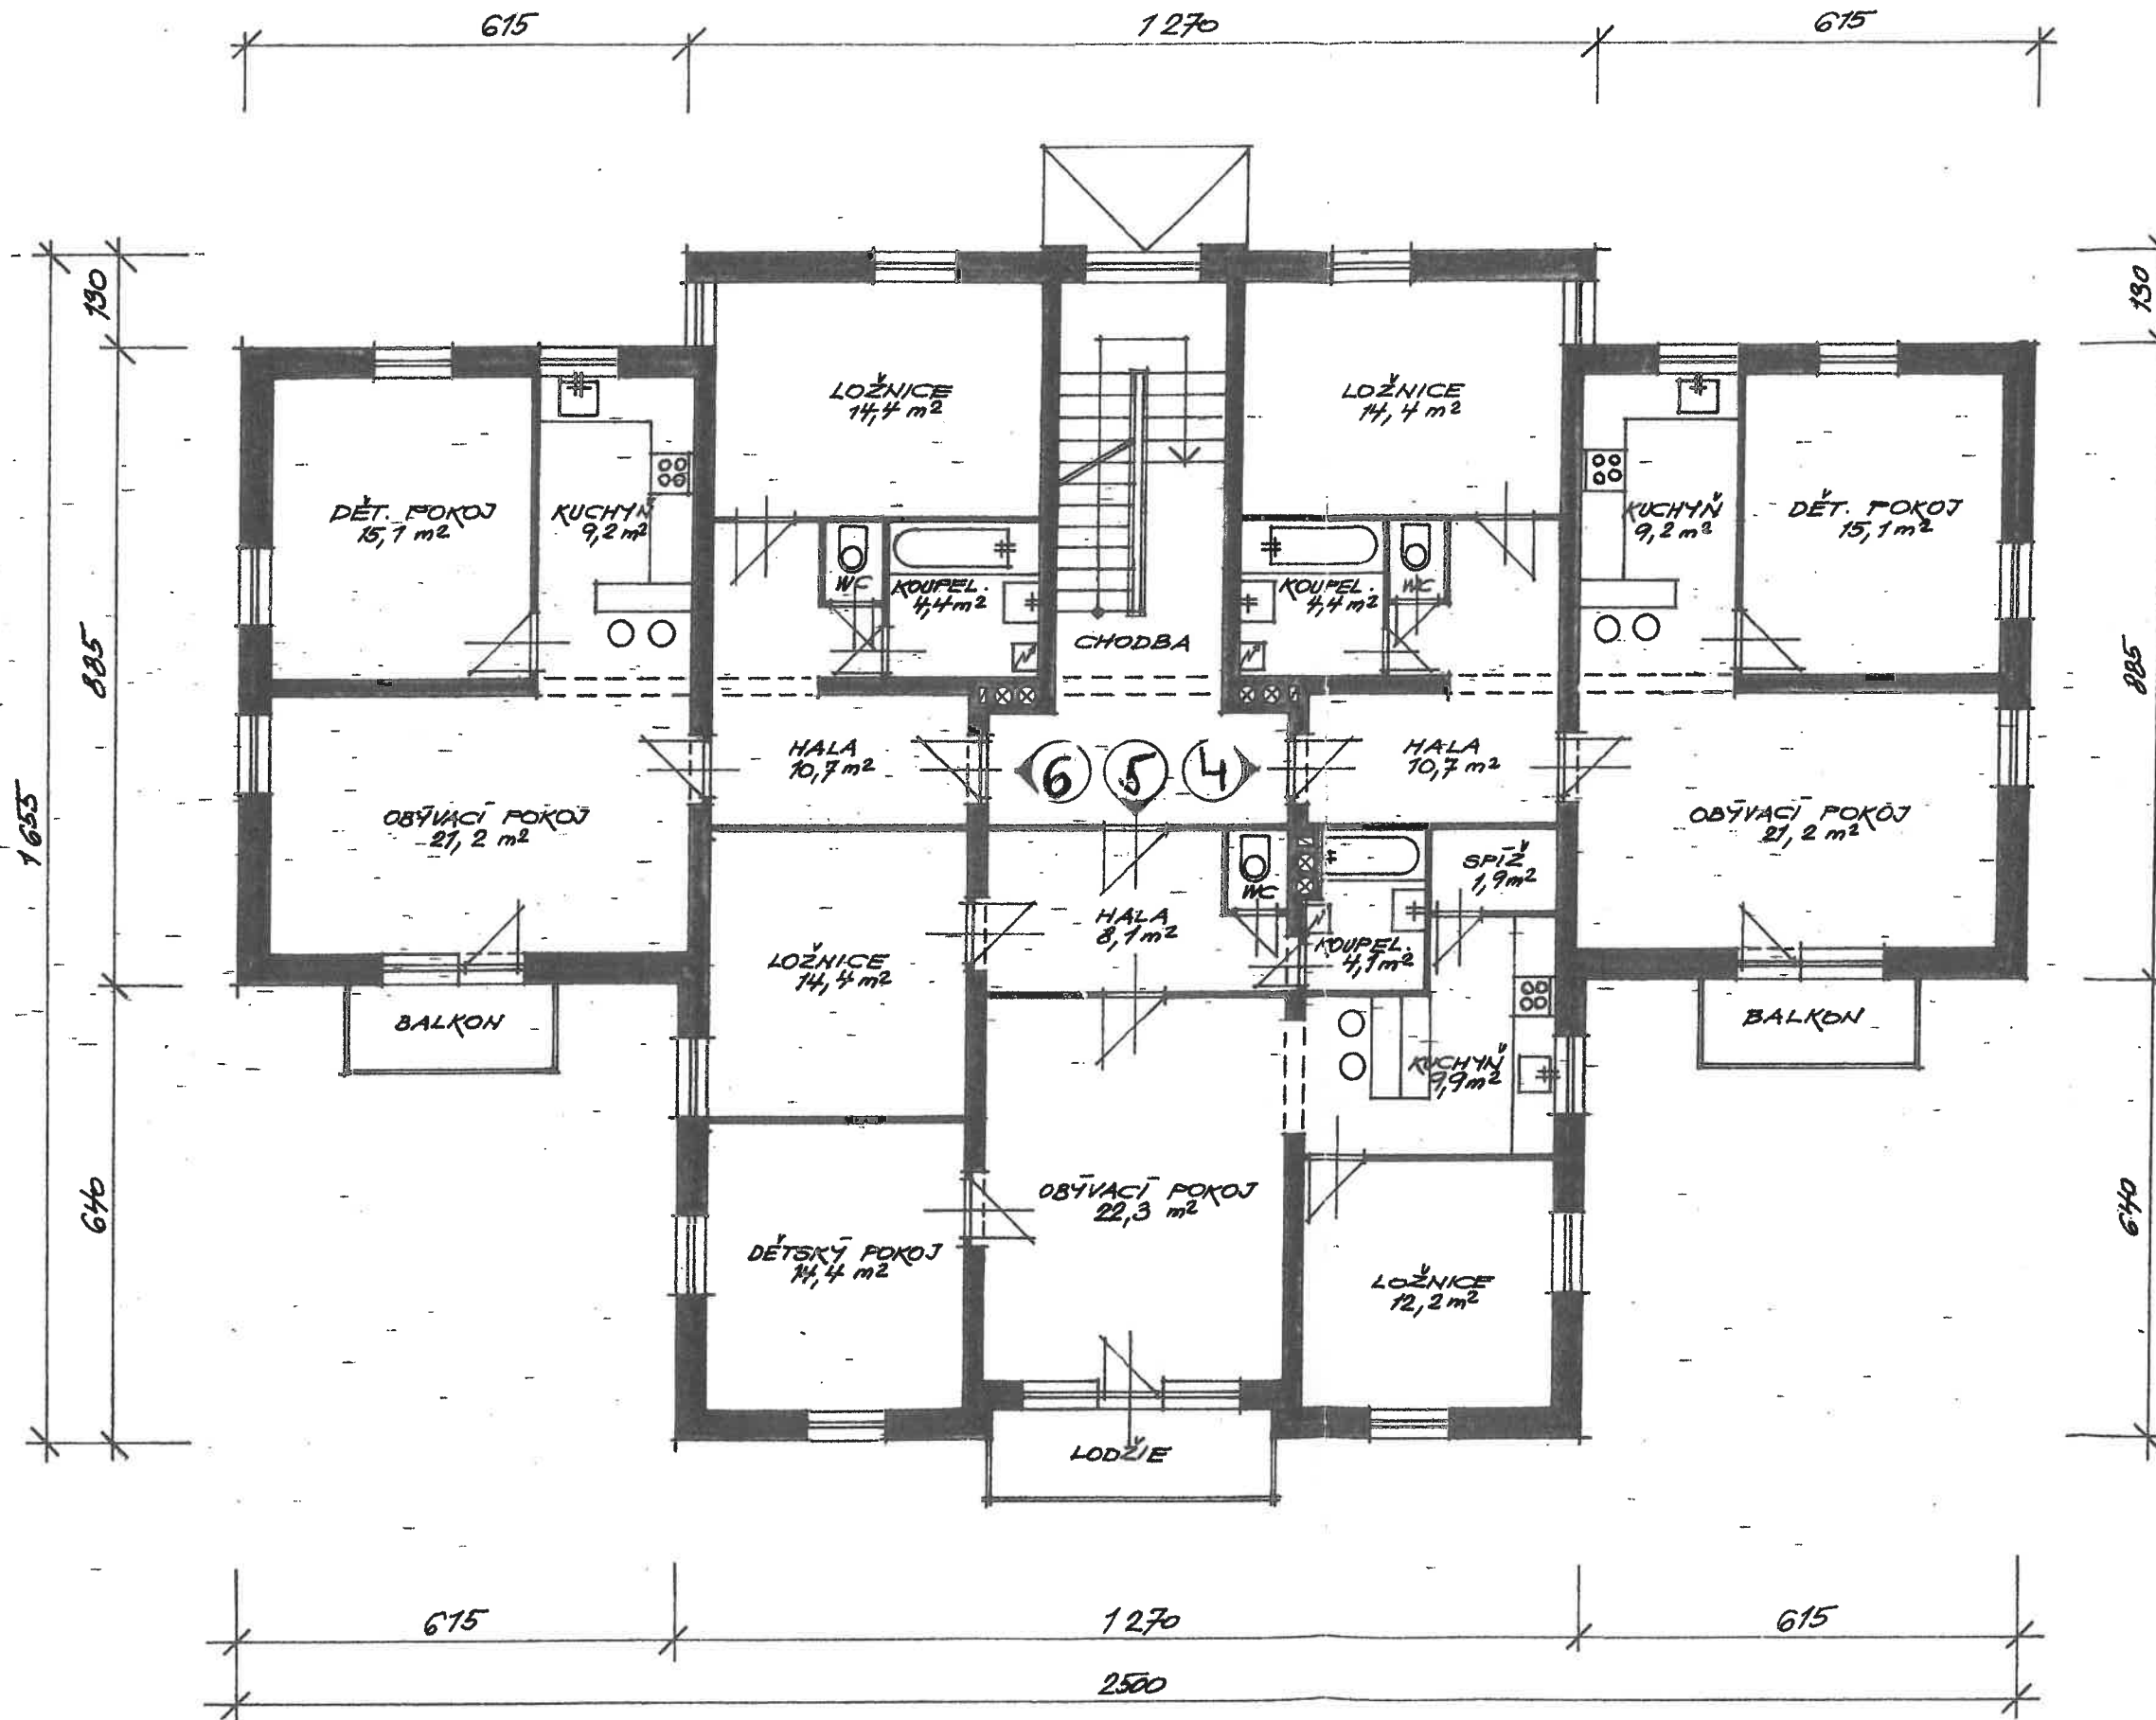 615
1270
615
130
130
LOŽNICE
14,4 m²
LOŽNICE
14,4 m²
DĚT. POKOJ
15,1 m²
KUCHYŇ
9,2 m²
KUCHYŇ
9,2 m²
DĚT. POKOJ
15,1 m²
WC
KOUPEL.
4,4 m²
KOUPEL.
4,4 m²
WC
CHODBA
885
885
1655
HALA
10,7 m²
6
5
4
HALA
10,7 m²
OBÝVACÍ POKOJ
21,2 m²
OBÝVACÍ POKOJ
21,2 m²
SPÍŽ
1,9 m²
WC
HALA
8,1 m²
KOUPEL.
4,1 m²
LOŽNICE
14,4 m²
BALKON
BALKON
KUCHYŇ
9,9 m²
640
640
OBÝVACÍ POKOJ
22,3 m²
DĚTSKÝ POKOJ
14,4 m²
LOŽNICE
12,2 m²
LODŽIE
615
1270
615
2500